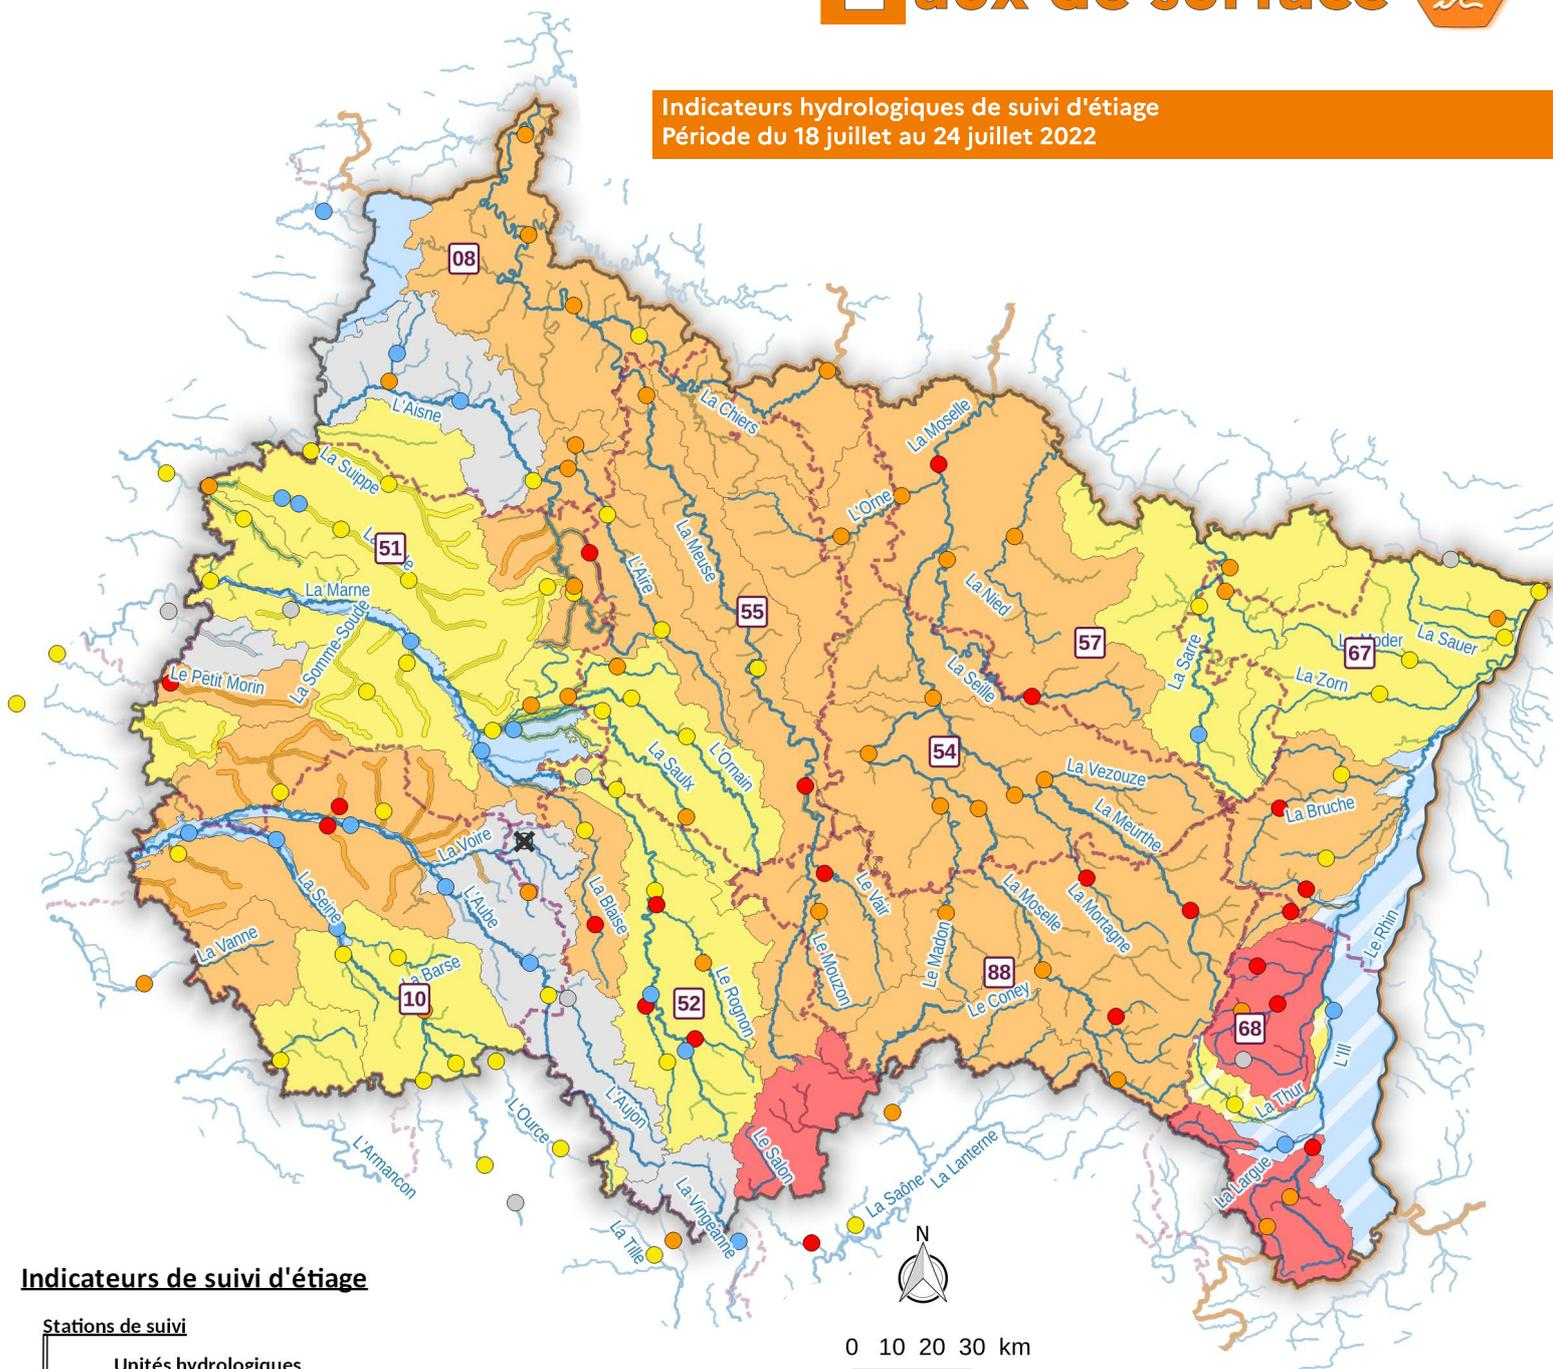 aux de surface
Indicateurs hydrologiques de suivi d'étiage
Période du 18 juillet au 24 juillet 2022
08
La Chiers
L'Aisne
La Moselle
La Suippe
L'Orne
51
La Meuse
L'Aire
La Marne
La Nied
La Somme-Soude
55
57
67
La Sauer
La Sarre
La Zorn
Le Petit Morin
La Seille
54
La Saulx
L'Ornain
La Vezouze
La Meurthe
La Bruche
La Voire
La Seine
L'Aube
La Blaise
Le Vair
La Moselle
La Mortagne
Le Rhin
La Vanne
La Barse
10
52
Le Rognon
Le Mouzon
Le Madon
88
Le Coney
68
L'Ill
La Thur
L'Ource
L'Aujon
L'Armançon
Le Salon
La Lanterne
La Saône
La Largue
La Vingeanne
La Tille
N
Indicateurs de suivi d'étiage
Stations de suivi
Unités hydrologiques
0 10 20 30 km